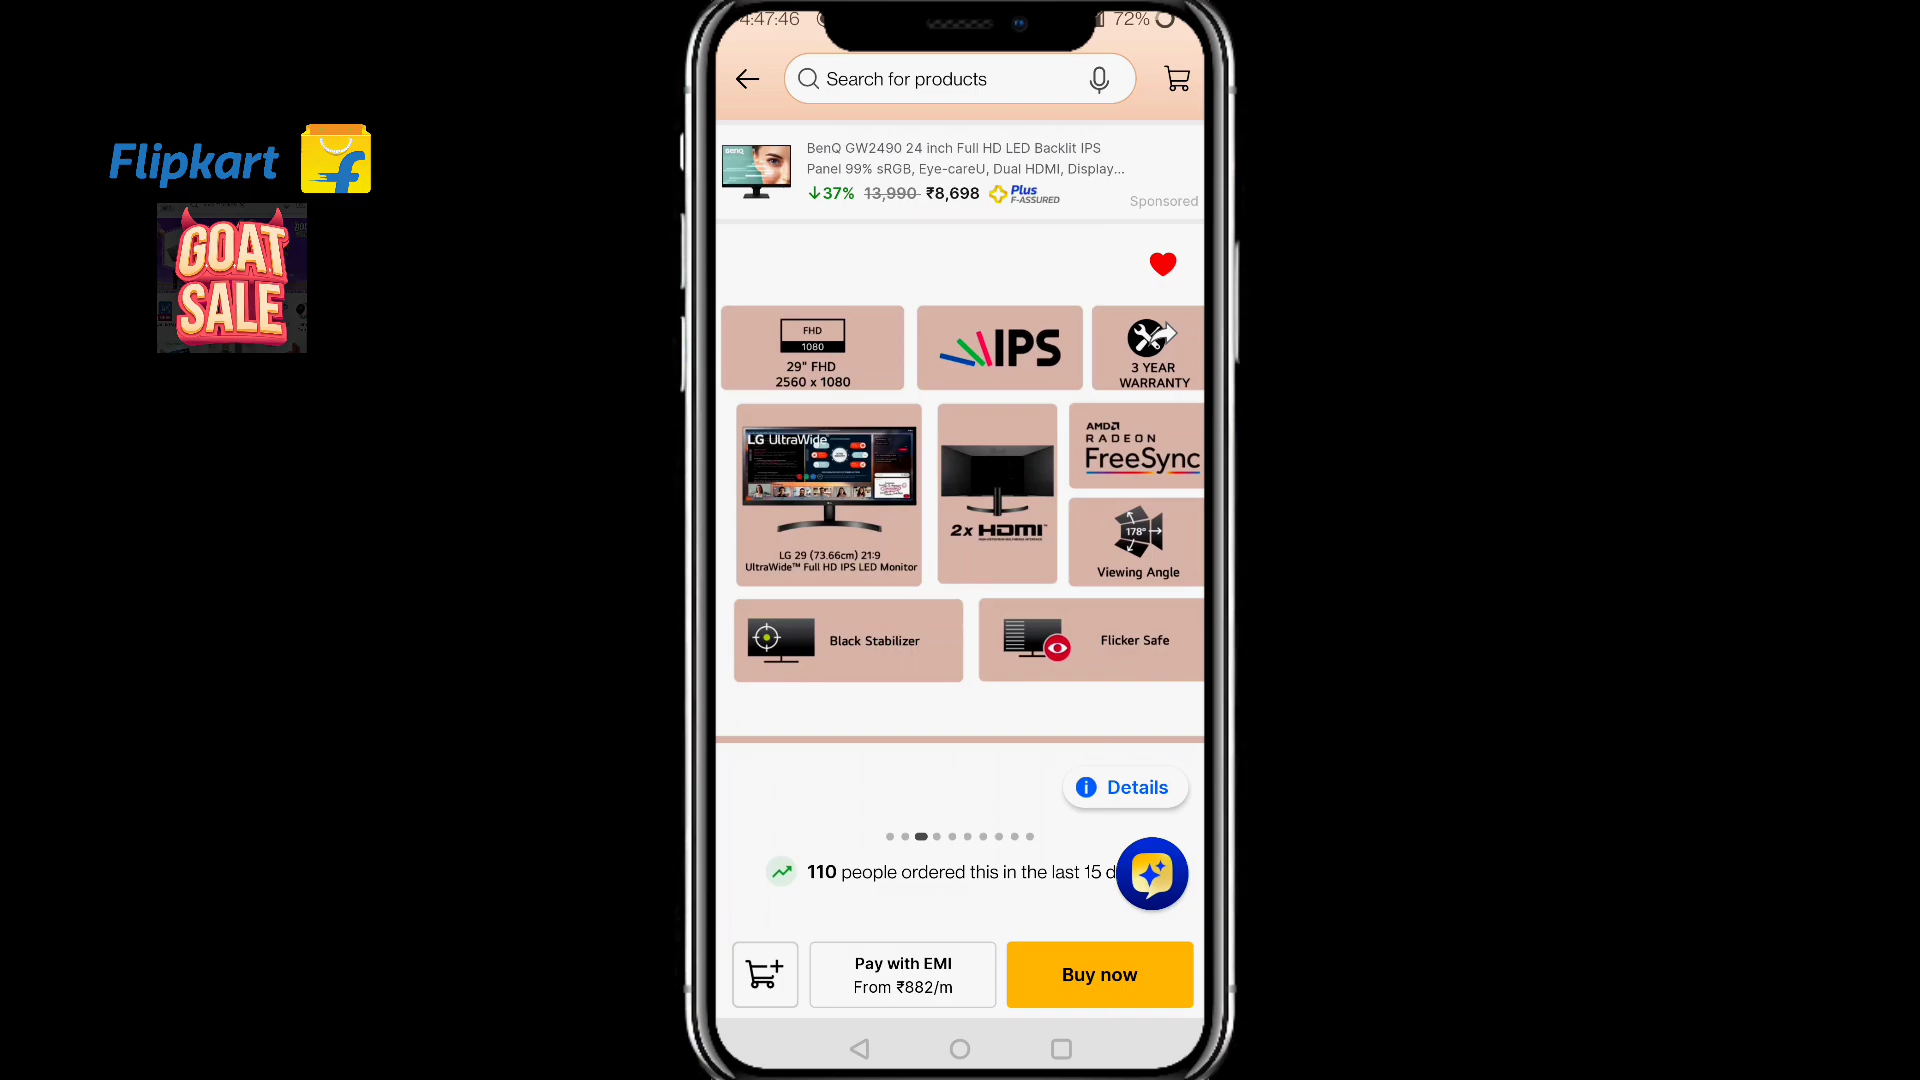 Flipkart
GOAT
SALE
4:47:46
72%
Search for products
BenQ
BenQ GW2490 24 inch Full HD LED Backlit IPS
Panel 99% sRGB, Eye-careU, Dual HDMI, Display...
↓37% 13,990 ₹8,698 Plus
F-ASSURED
Sponsored
FHD
1080
29" FHD
2560 x 1080
IPS
3 YEAR
WARRANTY
LG UltraWide™
LG 29 (73.66cm) 21:9
UltraWide™ Full HD IPS LED Monitor
2x HDMI™
AMD
RADEON
FreeSync
178°
Viewing Angle
Black Stabilizer
Flicker Safe
Details
110 people ordered this in the last 15 d
Pay with EMI
From ₹882/m
Buy now